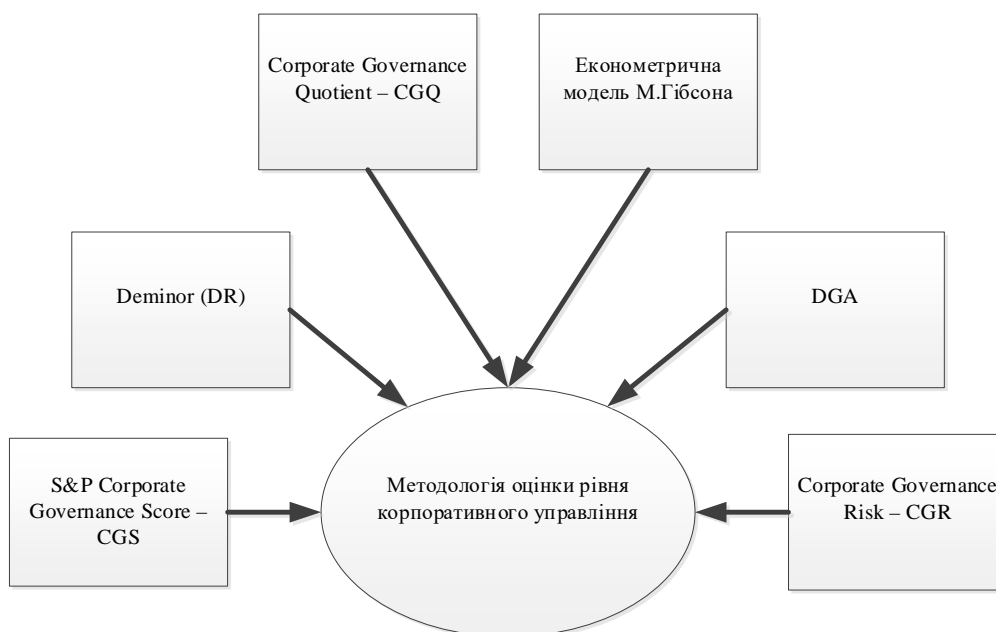 Corporate Governance
Quotient – CGQ
Економетрична
модель М.Гібсона
Deminor (DR)
DGA
S&P Corporate
Governance Score –
CGS
Методологія оцінки рівня
корпоративного управління
Corporate Governance
Risk – CGR